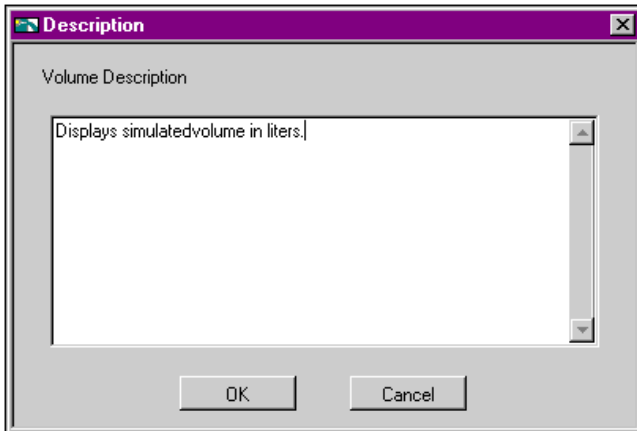 Description
Volume Description
Displays simulatedvolume in liters.
OK Cancel